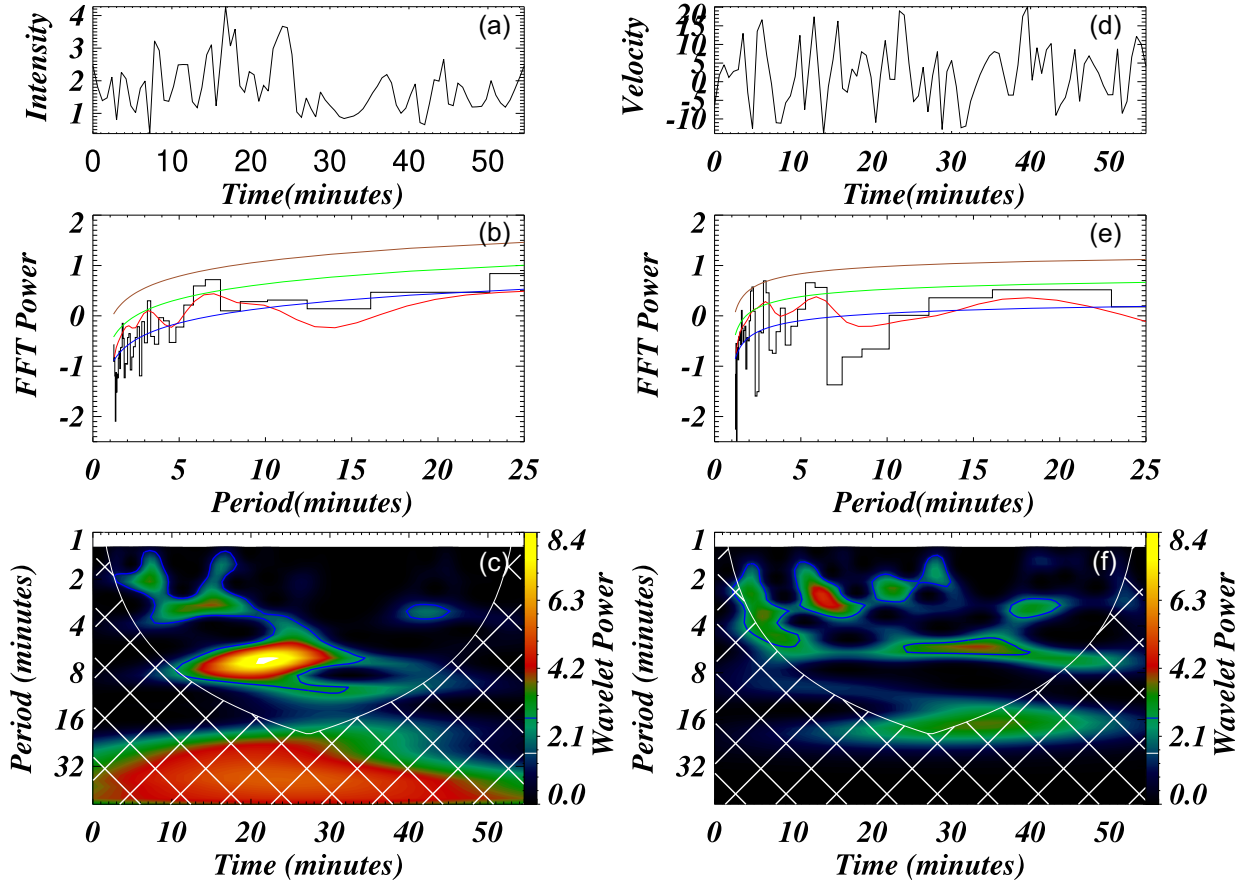 (a)
Intensity
4
3
2
1
0 10 20 30 40 50
Time(minutes)
(d)
Velocity
20
15
10
5
0
-5
-10
0 10 20 30 40 50
Time(minutes)
(b)
FFT Power
2
1
0
-1
-2
0 5 10 15 20 25
Period(minutes)
(e)
FFT Power
2
1
0
-1
-2
0 5 10 15 20 25
Period(minutes)
(c)
Period (minutes)
1
2
4
8
16
32
0 10 20 30 40 50
Time (minutes)
8.4
6.3
4.2
2.1
0.0
Wavelet Power
(f)
Period (minutes)
1
2
4
8
16
32
0 10 20 30 40 50
Time (minutes)
8.4
6.3
4.2
2.1
0.0
Wavelet Power